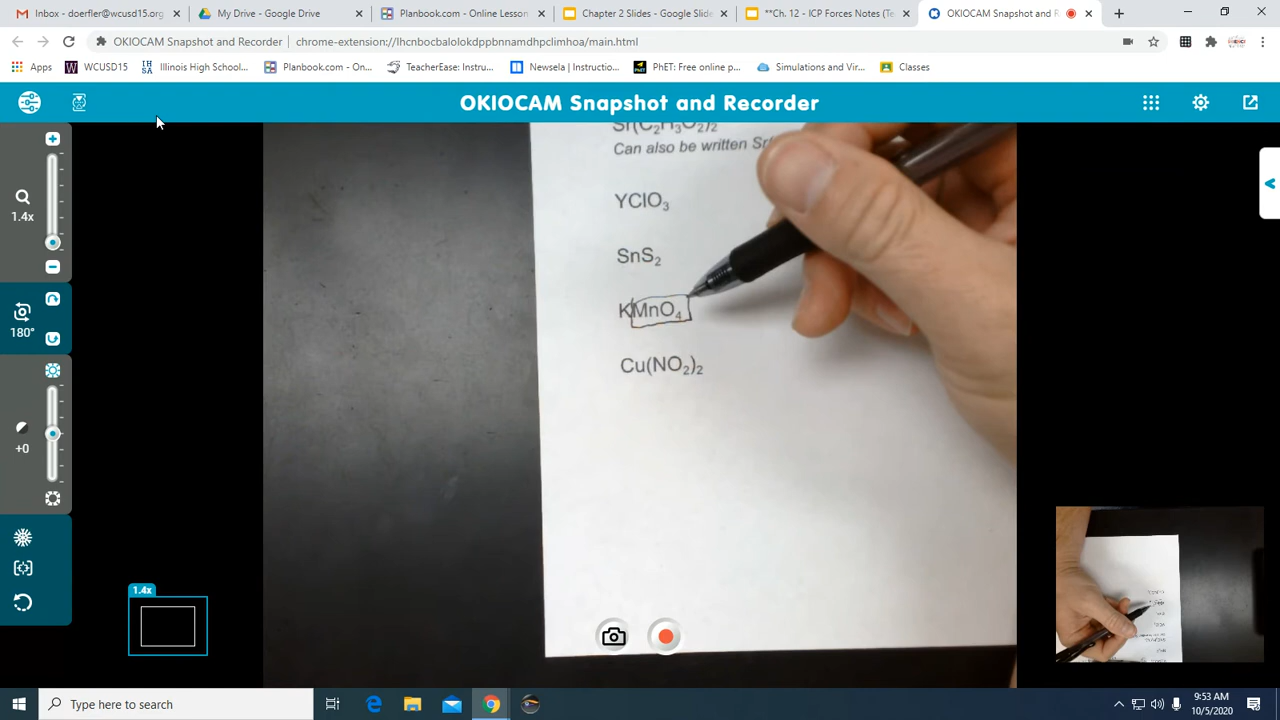 Inbox - doerfler@wcusd15.org
My Drive - Google Drive
Planbook.com - Online Lesson
Chapter 2 Slides - Google Slide
**Ch. 12 - ICP Forces Notes (Te
OKIOCAM Snapshot and R
OKIOCAM Snapshot and Recorder
chrome-extension://lhcnbecbalolokdppbnnamdhpclimhoa/main.html
Apps
WCUSD15
Illinois High School...
Planbook.com - On...
TeacherEase: Instru...
Newsela | Instructio...
PhET: Free online p...
Simulations and Vir...
Classes
OKIOCAM Snapshot and Recorder
1.4x
180°
+0
Sr(C₂H₃O₂)₂
Can also be written
YClO₃
SnS₂
KMnO₄
Cu(NO₂)₂
1.4x
Type here to search
9:53 AM
10/5/2020